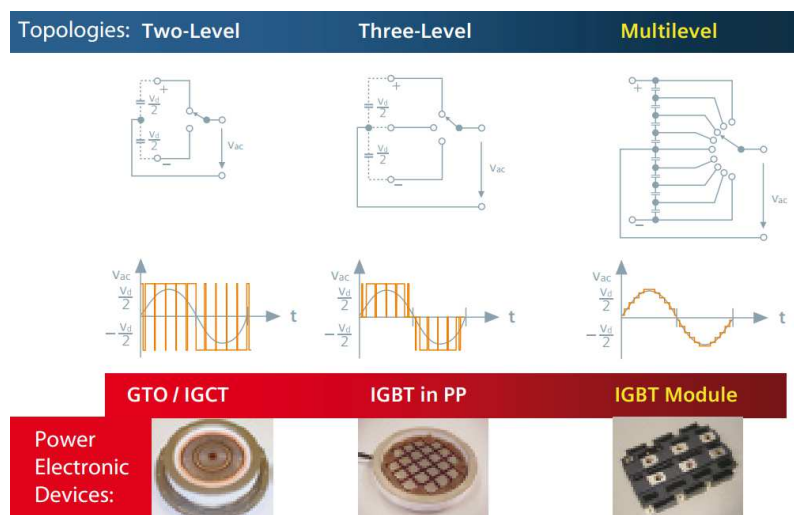 Topologies: Two-Level Three-Level Multilevel
+ + +
Vd
2
Vd
2
Vd
2
Vd
2
Vac Vac Vac
− − −
Vac Vac Vac
Vd
2
Vd
2
Vd
2
t t t
− Vd
2
− Vd
2
− Vd
2
GTO / IGCT IGBT in PP IGBT Module
Power
Electronic
Devices: